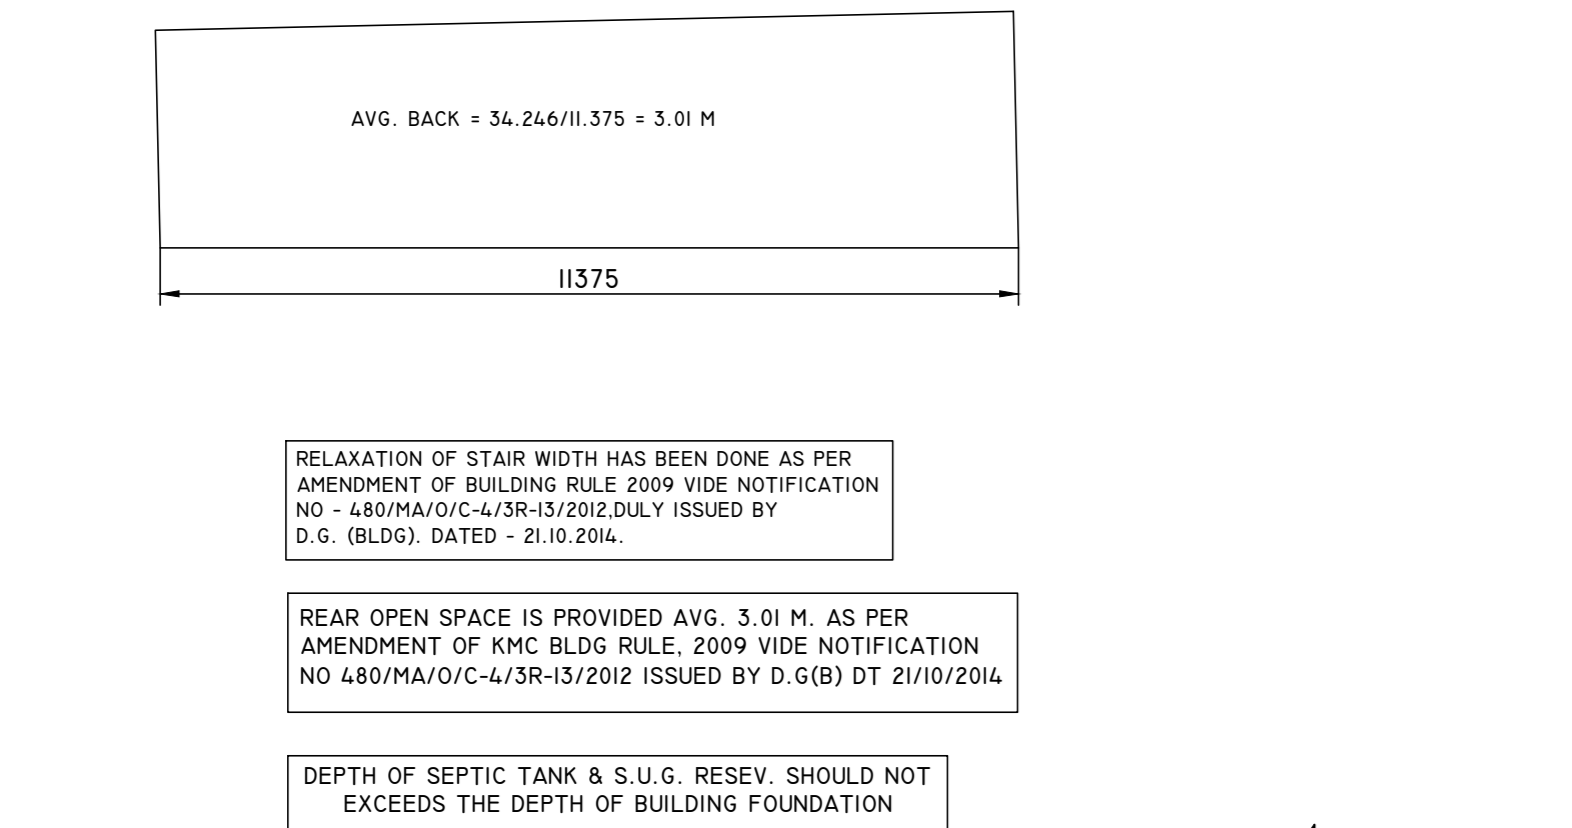 AVG. BACK = 34.246/11.375 = 3.01 M
11375
RELAXATION OF STAIR WIDTH HAS BEEN DONE AS PER
AMENDMENT OF BUILDING RULE 2009 VIDE NOTIFICATION
NO - 480/MA/O/C-4/3R-13/2012,DULY ISSUED BY
D.G. (BLDG). DATED - 21.10.2014.
REAR OPEN SPACE IS PROVIDED AVG. 3.01 M. AS PER
AMENDMENT OF KMC BLDG RULE, 2009 VIDE NOTIFICATION
NO 480/MA/O/C-4/3R-13/2012 ISSUED BY D.G(B) DT 21/10/2014
DEPTH OF SEPTIC TANK & S.U.G. RESEV. SHOULD NOT
EXCEEDS THE DEPTH OF BUILDING FOUNDATION